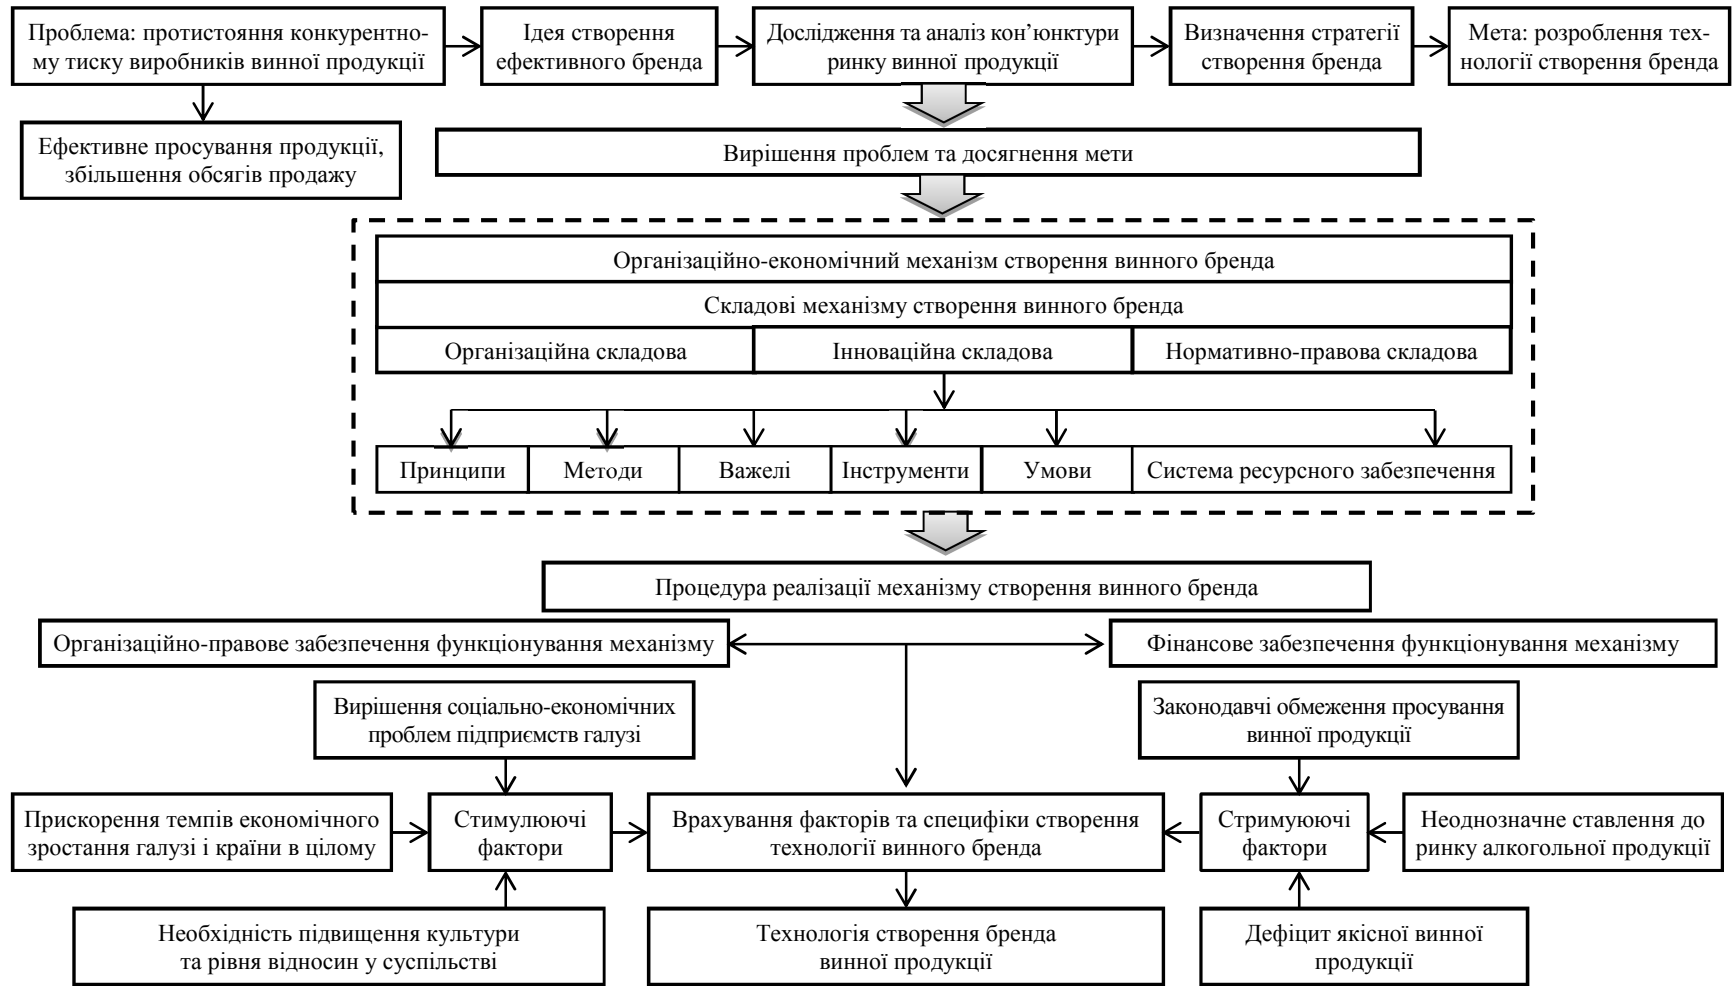 Проблема: протистояння конкурентно-
му тиску виробників винної продукції
Ідея створення
ефективного бренда
Дослідження та аналіз кон’юнктури
ринку винної продукції
Визначення стратегії
створення бренда
Мета: розроблення тех-
нології створення бренда
Ефективне просування продукції,
збільшення обсягів продажу
Вирішення проблем та досягнення мети
Організаційно-економічний механізм створення винного бренда
Складові механізму створення винного бренда
Організаційна складова
Інноваційна складова
Нормативно-правова складова
Принципи
Методи
Важелі
Інструменти
Умови
Система ресурсного забезпечення
Процедура реалізації механізму створення винного бренда
Організаційно-правове забезпечення функціонування механізму
Фінансове забезпечення функціонування механізму
Вирішення соціально-економічних
проблем підприємств галузі
Законодавчі обмеження просування
винної продукції
Прискорення темпів економічного
зростання галузі і країни в цілому
Стимулюючі
фактори
Врахування факторів та специфіки створення
технології винного бренда
Стримуючі
фактори
Неоднозначне ставлення до
ринку алкогольної продукції
Необхідність підвищення культури
та рівня відносин у суспільстві
Технологія створення бренда
винної продукції
Дефіцит якісної винної
продукції